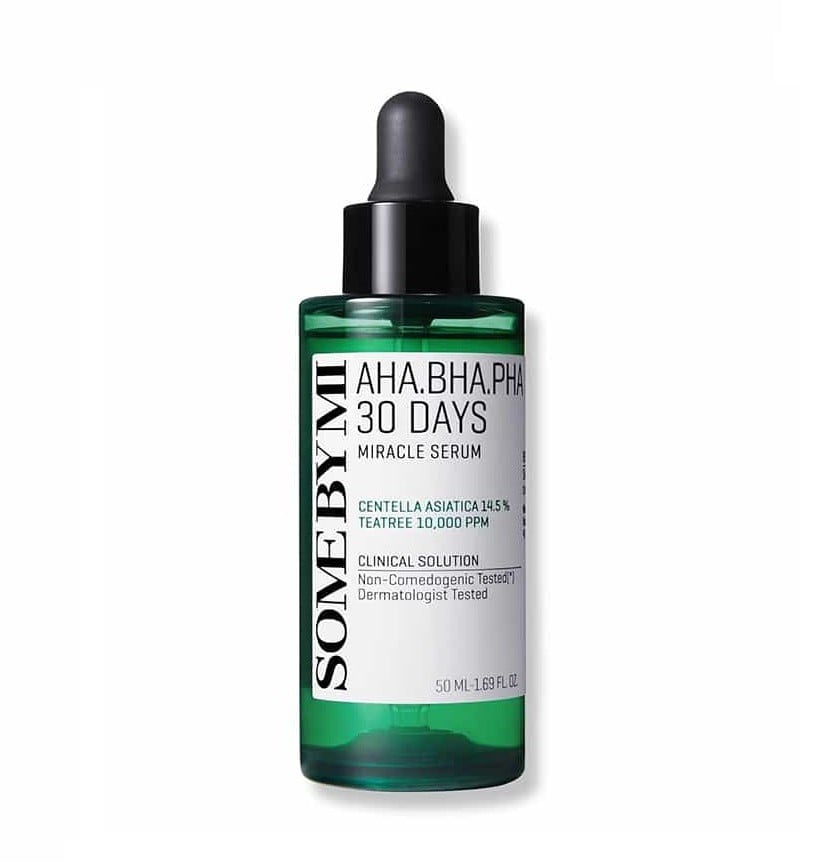 SOME BY MI
AHA.BHA.PHA
30 DAYS
MIRACLE SERUM
CENTELLA ASIATICA 14.5 %
TEATREE 10,000 PPM
CLINICAL SOLUTION
Non-Comedogenic Tested(*)
Dermatologist Tested
50 ML-1.69 FL. OZ.